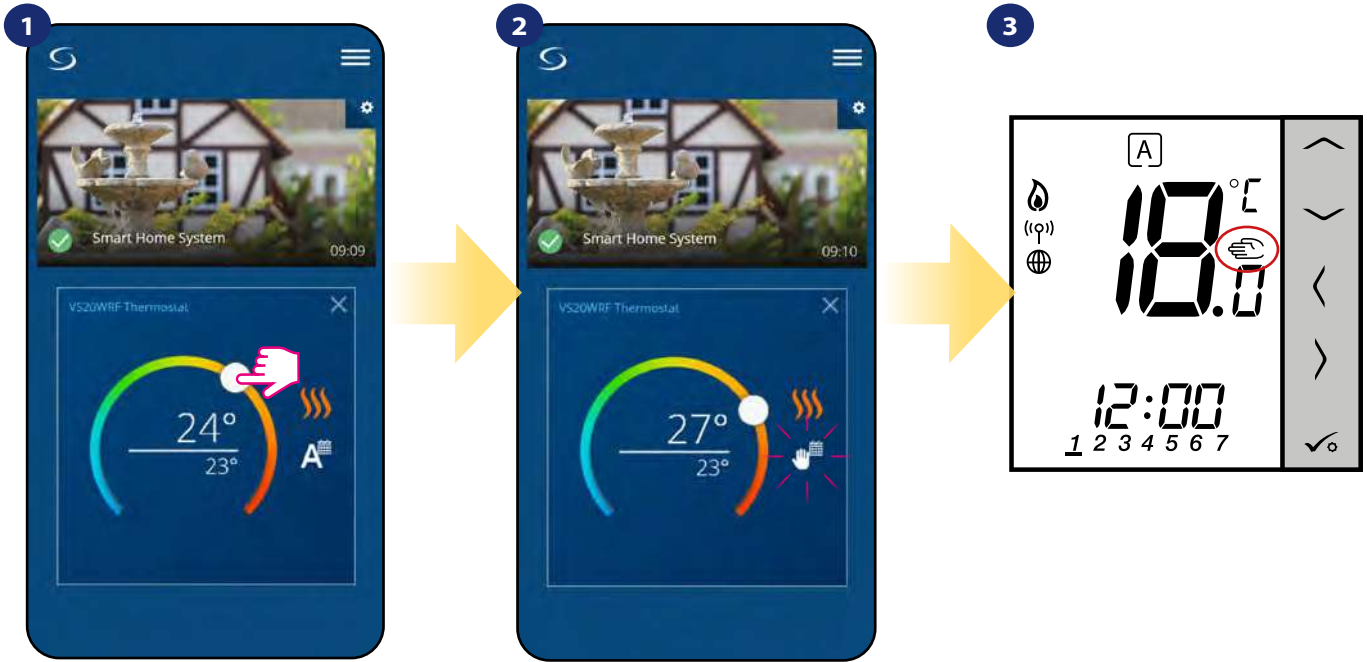 1
Smart Home System
09:09
VS20WRF Thermostat
24°
23°
A
2
Smart Home System
09:10
VS20WRF Thermostat
27°
23°
3
A
18.0 °C
12:00
1 2 3 4 5 6 7